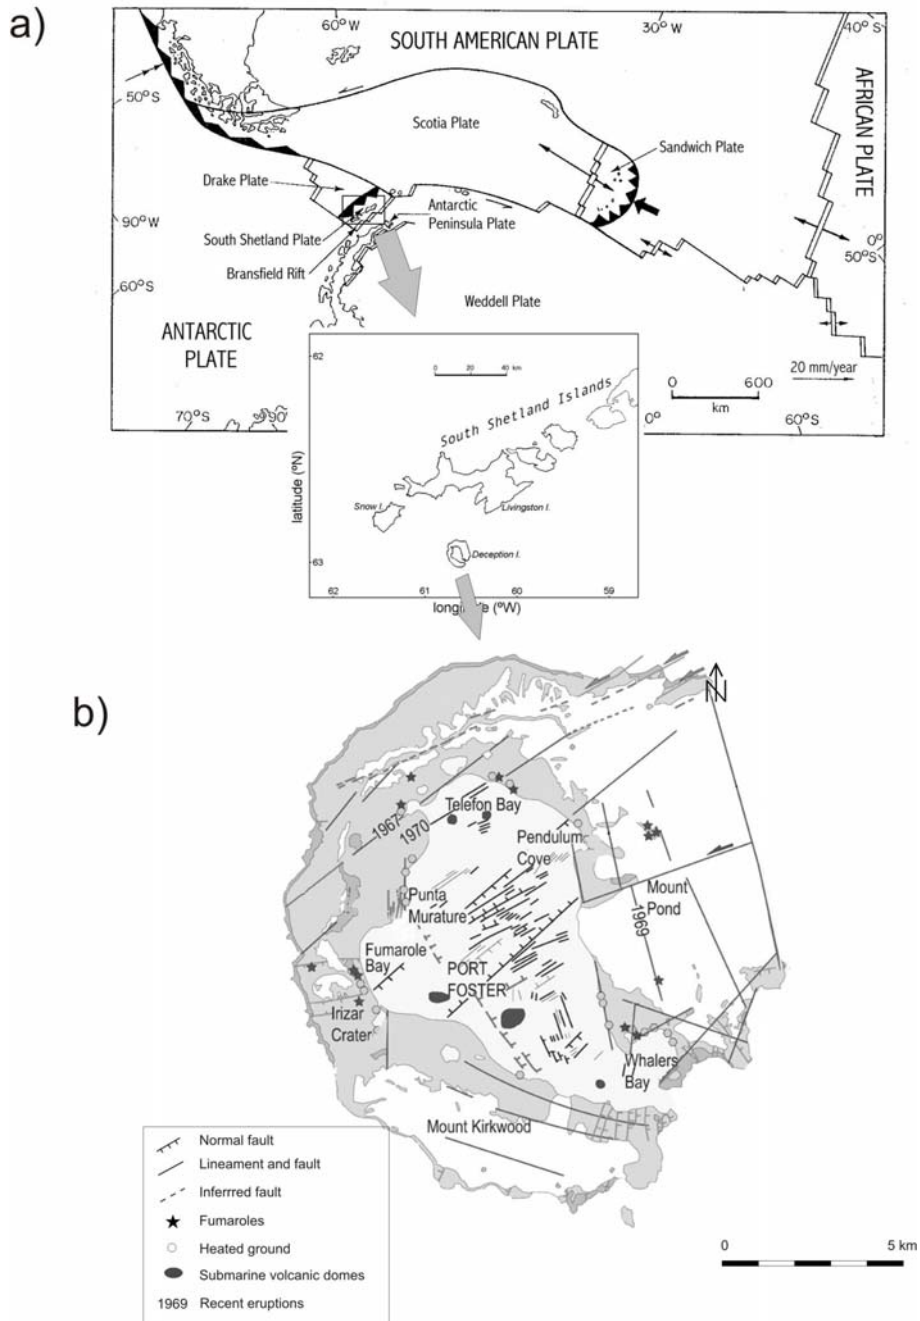 a)
60°W
30°W
40°S
SOUTH AMERICAN PLATE
AFRICAN PLATE
50°S
Scotia Plate
Sandwich Plate
Drake Plate
Antarctic
Peninsula Plate
90°W
South Shetland Plate
0°
50°S
Bransfield Rift
60°S
Weddell Plate
ANTARCTIC
PLATE
20 mm/year
0 600
km
70°S
90
0°
60°S
62
0 20 40 km
South Shetland Islands
latitude (°N)
Snow I.
Livingston I.
Deception I.
63
62 61 60 59
longitude (°W)
b)
N
Telefon Bay
1967
1970
Pendulum
Cove
Punta
Murature
Mount
Pond
1969
Fumarole
Bay
PORT
FOSTER
Irizar
Crater
Whalers
Bay
Mount Kirkwood
Normal fault
Lineament and fault
Inferrred fault
Fumaroles
Heated ground
Submarine volcanic domes
1969 Recent eruptions
0 5 km